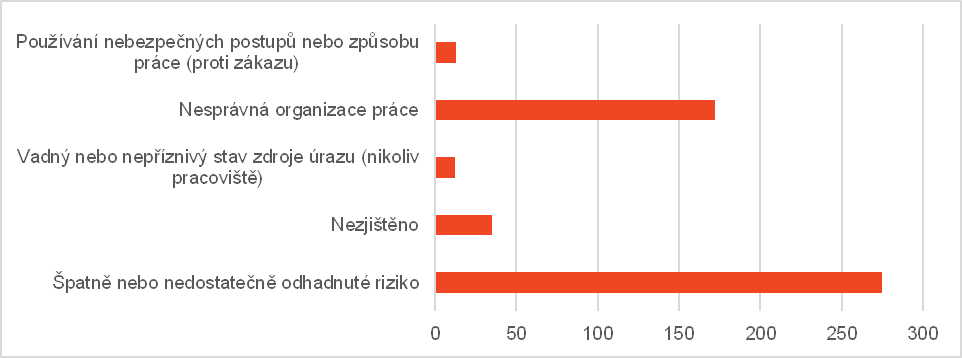 Používání nebezpečných postupů nebo způsobu
práce (proti zákazu)
Nesprávná organizace práce
Vadný nebo nepříznivý stav zdroje úrazu (nikoliv
pracoviště)
Nezjištěno
Špatně nebo nedostatečně odhadnuté riziko
0 50 100 150 200 250 300